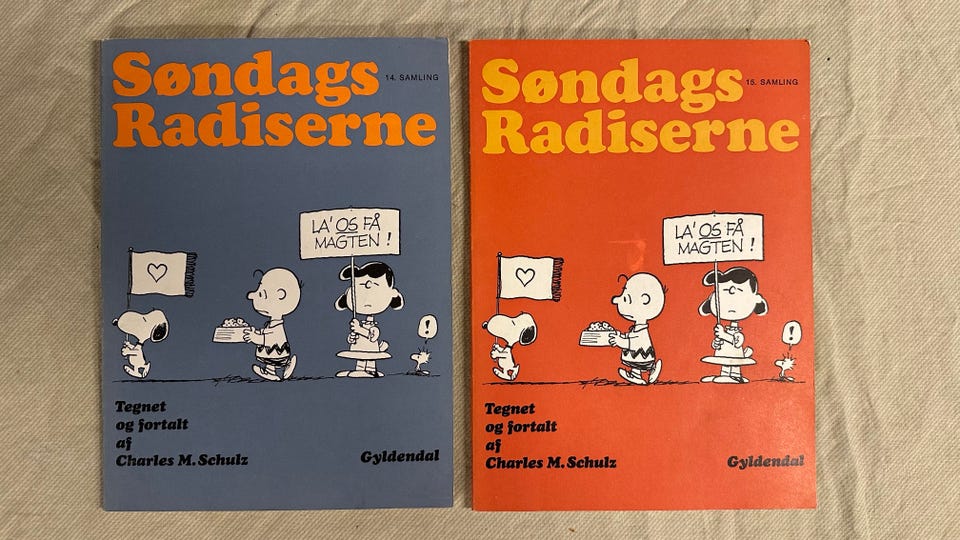 Søndags
14. SAMLING
Radiserne
LA' OS FÅ
MAGTEN !
!
Tegnet
og fortalt
af
Charles M. Schulz
Gyldendal
Søndags
15. SAMLING
Radiserne
LA' OS FÅ
MAGTEN !
!
Tegnet
og fortalt
af
Charles M. Schulz
Gyldendal